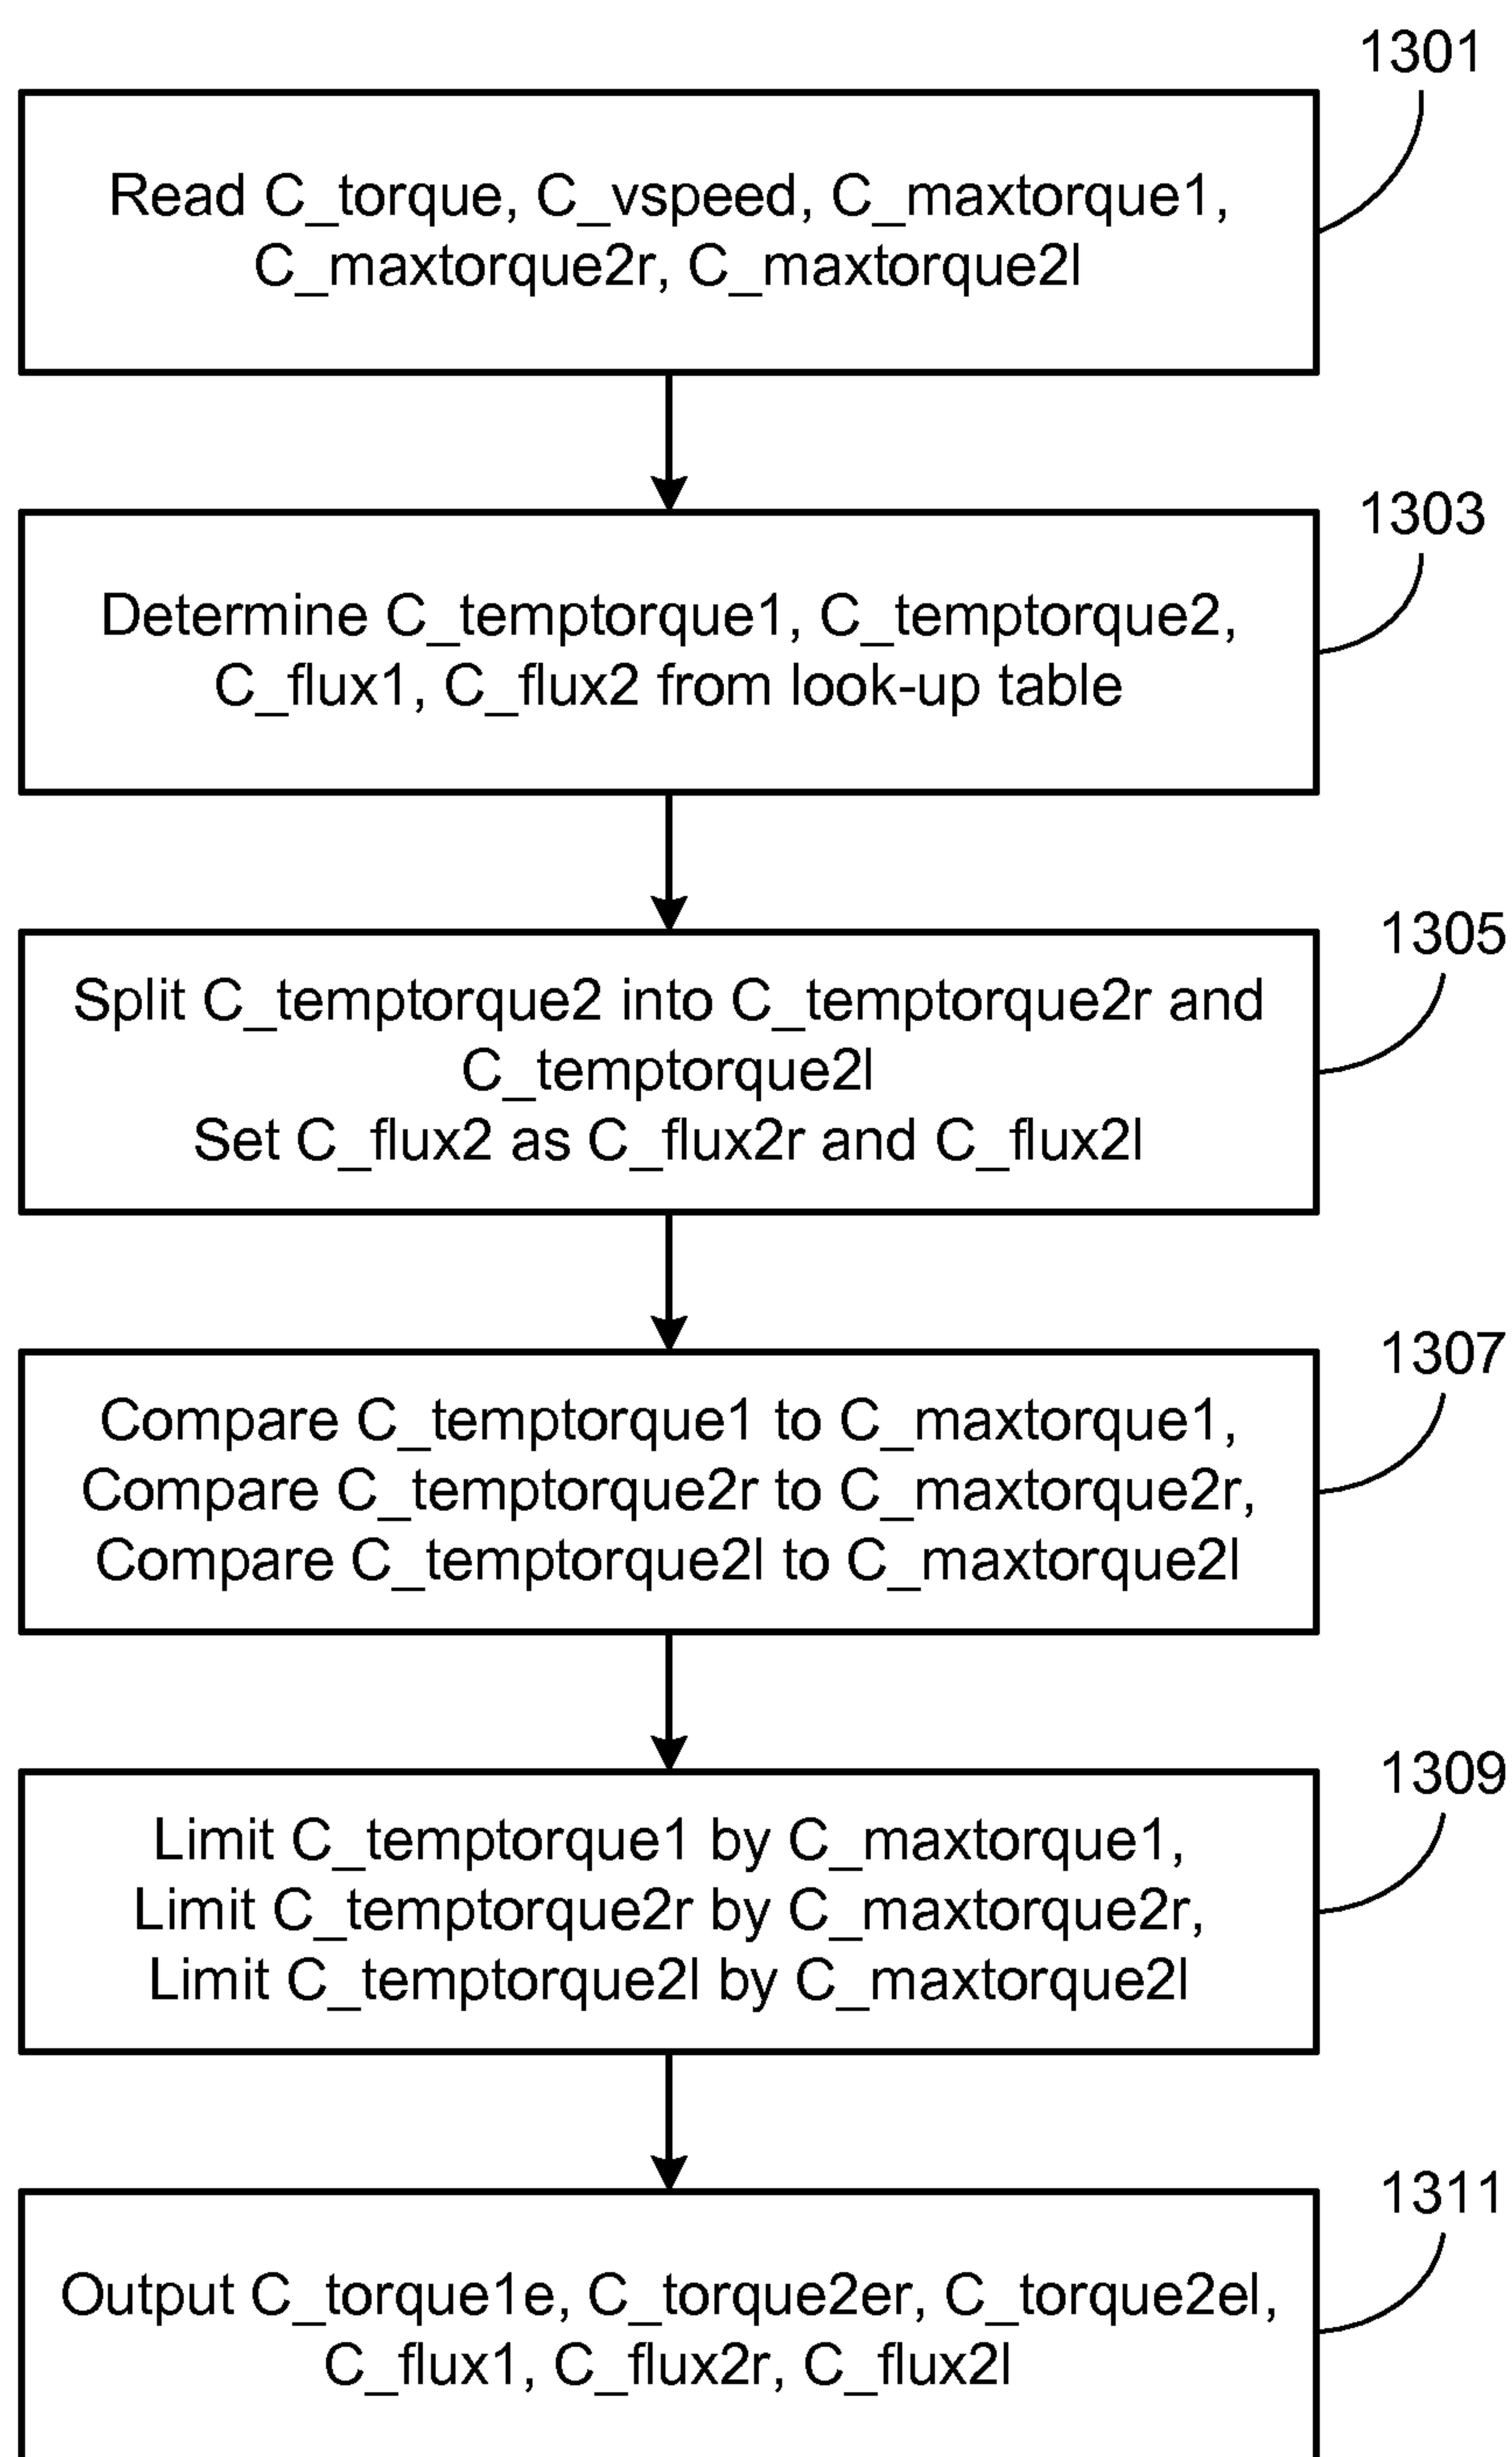 1301
Read C_torque, C_vspeed, C_maxtorque1,
C_maxtorque2r, C_maxtorque2l
1303
Determine C_temptorque1, C_temptorque2,
C_flux1, C_flux2 from look-up table
1305
Split C_temptorque2 into C_temptorque2r and
C_temptorque2l
Set C_flux2 as C_flux2r and C_flux2l
1307
Compare C_temptorque1 to C_maxtorque1,
Compare C_temptorque2r to C_maxtorque2r,
Compare C_temptorque2l to C_maxtorque2l
1309
Limit C_temptorque1 by C_maxtorque1,
Limit C_temptorque2r by C_maxtorque2r,
Limit C_temptorque2l by C_maxtorque2l
1311
Output C_torque1e, C_torque2er, C_torque2el,
C_flux1, C_flux2r, C_flux2l